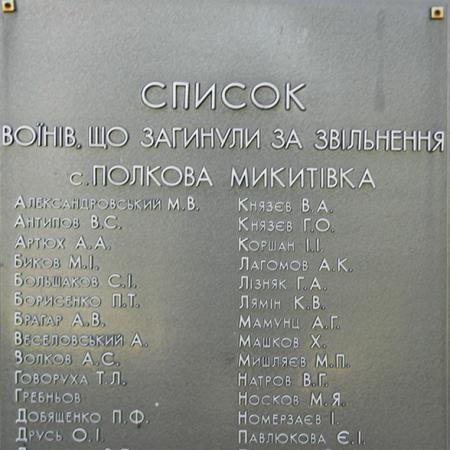 СПИСОК
ВОЇНІВ, ЩО ЗАГИНУЛИ ЗА ЗВІЛЬНЕННЯ
с. ПОЛКОВА МИКИТІВКА
АЛЕКСАНДРОВСЬКИЙ М.В.
АНТИПОВ В.С.
АРТЮХ А.А.
БИКОВ М.І.
БОЛЬШАКОВ С.І.
БОРИСЕНКО П.Т.
БРАГАР А.В.
ВЕСЕЛОВСЬКИЙ А.
ВОЛКОВ А.С.
ГОВОРУХА Т.Л.
ГРЕБНЬОВ
ДОБЯЩЕНКО П.Ф.
ДРУСЬ О.І.
КНЯЗЄВ В.А.
КНЯЗЄВ Г.О.
КОРШАН І.І.
ЛАГОМОВ А.К.
ЛІЗНЯК Г.А.
ЛЯМІН К.В.
МАМУНЦ А.Г.
МАШКОВ Х.
МИШЛЯЄВ М.П.
НАТРОВ В.Г.
НОСКОВ М.Я.
НОМЕРЗАЄВ І.
ПАВЛЮКОВА Є.І.